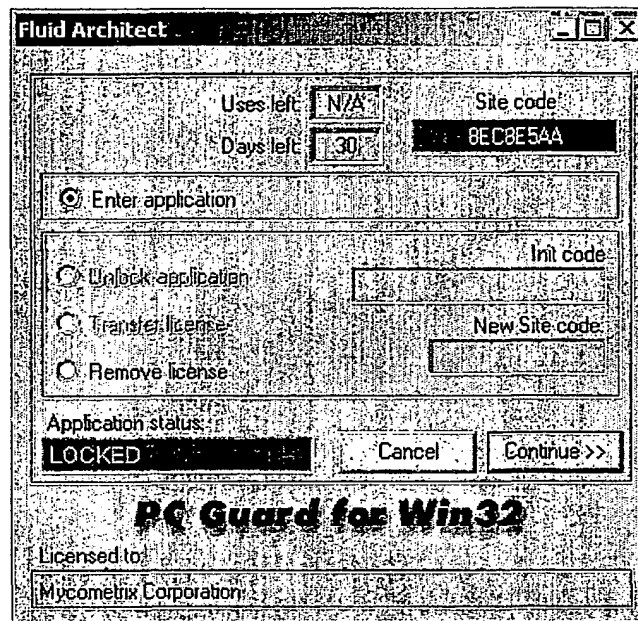 Fluid Architect
Uses left: N/A
Site code
Days left: 30
8EC8E5AA
Enter application
Init code
Unlock application
Transfer license
New Site code:
Remove license
Application status:
LOCKED
Cancel
Continue >>
PC Guard for Win32
Licensed to:
Mycometrix Corporation